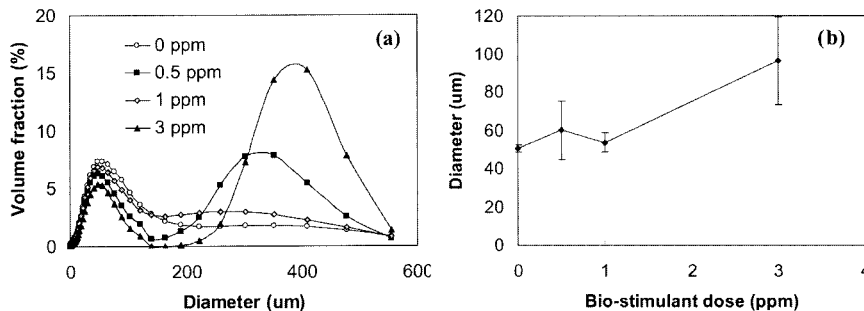 (a)
0 ppm
0.5 ppm
1 ppm
3 ppm
Volume fraction (%)
20
15
10
5
0
0 200 400 600
Diameter (um)
(b)
Diameter (um)
120
100
80
60
40
20
0
0 1 2 3 4
Bio-stimulant dose (ppm)